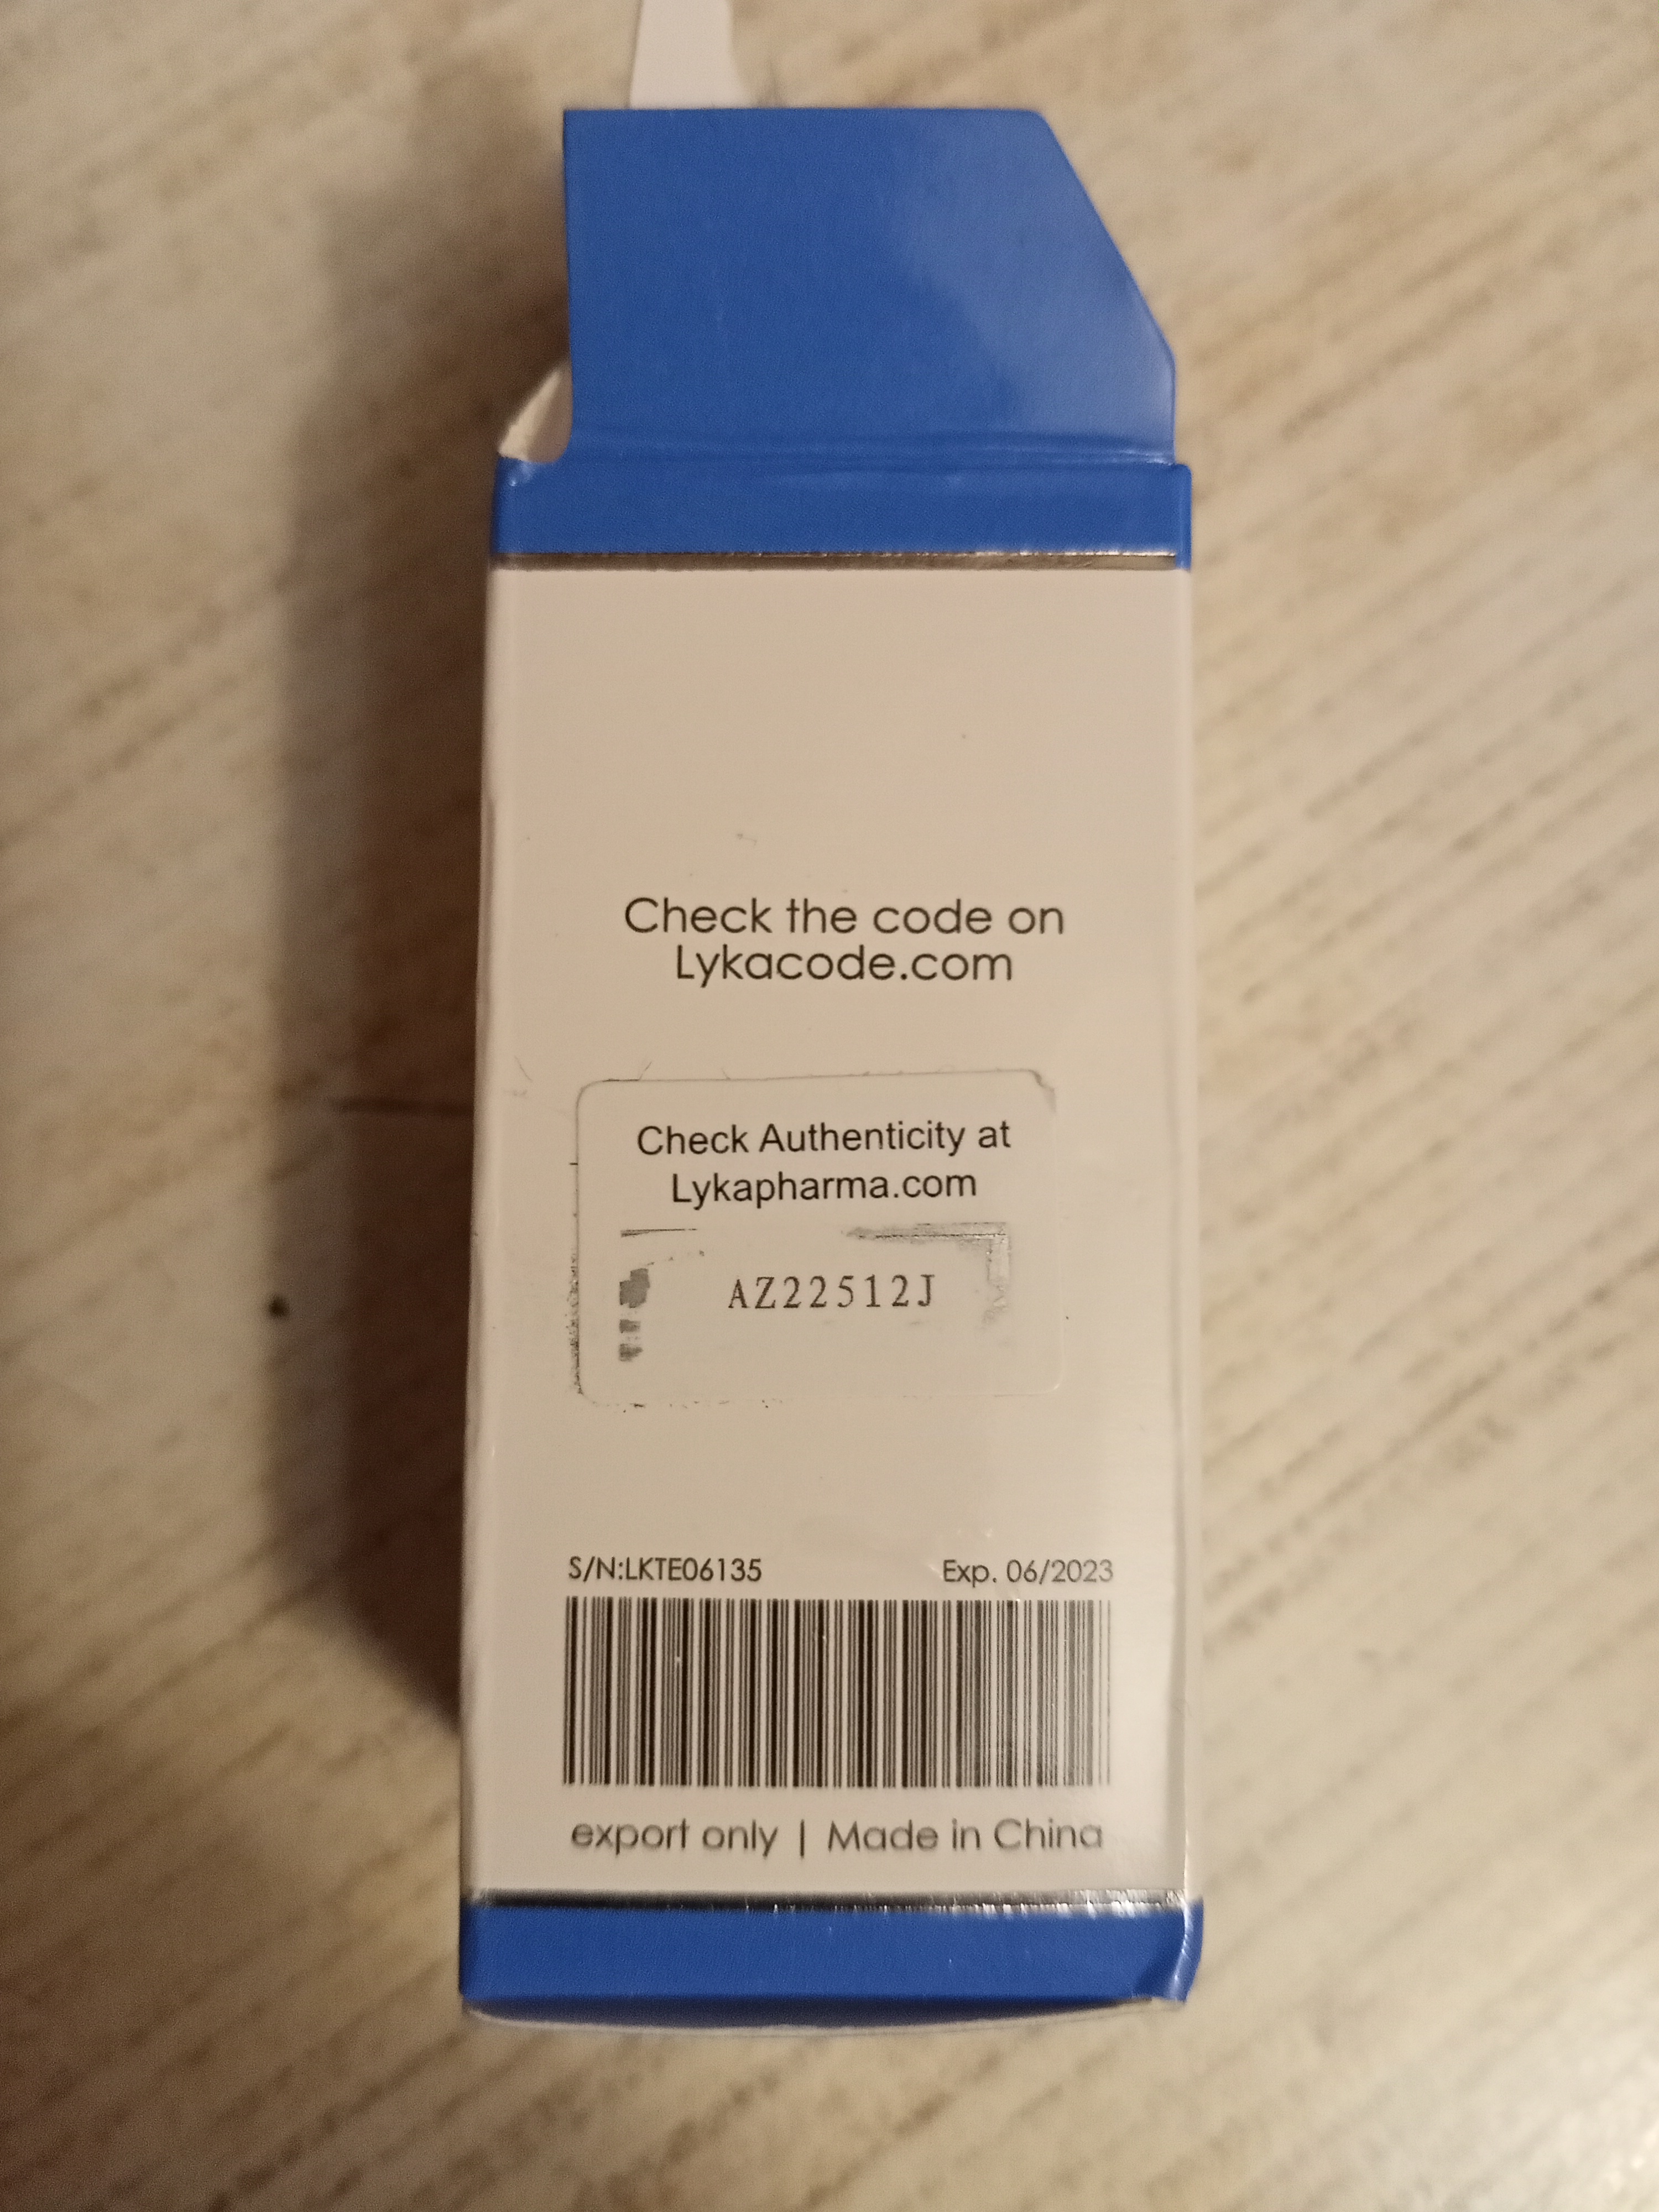 Check the code on
Lykacode.com
Check Authenticity at
Lykapharma.com
AZ22512J
S/N:LKTE06135 Exp. 06/2023
export only | Made in China